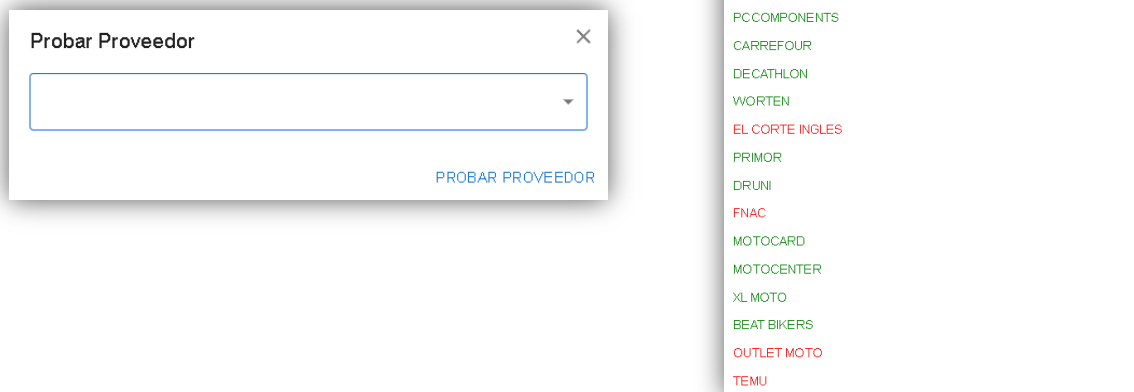 Probar Proveedor
PROBAR PROVEEDOR
PCCOMPONENTS
CARREFOUR
DECATHLON
WORTEN
EL CORTE INGLES
PRIMOR
DRUNI
FNAC
MOTOCARD
MOTOCENTER
XL MOTO
BEAT BIKERS
OUTLET MOTO
TEMU